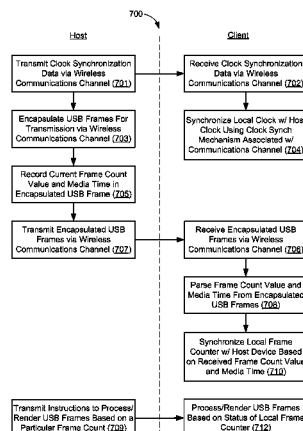 700
Host
Client
Transmit Clock Synchronization
Data via Wireless
Communications Channel (701)
Receive Clock Synchronization
Data via Wireless
Communications Channel (702)
Encapsulate USB Frames For
Transmission via Wireless
Communications Channel (703)
Synchronize Local Clock w/ Host
Clock Using Clock Synch
Mechanism Associated w/
Communications Channel (704)
Record Current Frame Count
Value and Media Time in
Encapsulated USB Frame (705)
Transmit Encapsulated USB
Frames via Wireless
Communications Channel (707)
Receive Encapsulated USB
Frames via Wireless
Communications Channel (706)
Parse Frame Count Value and
Media Time From Encapsulated
USB Frames (708)
Synchronize Local Frame
Counter w/ Host Device Based
on Received Frame Count Value
and Media Time (710)
Transmit Instructions to Process/
Render USB Frames Based on a
Particular Frame Count (709)
Process/Render USB Frames
Based on Status of Local Frame
Counter (712)